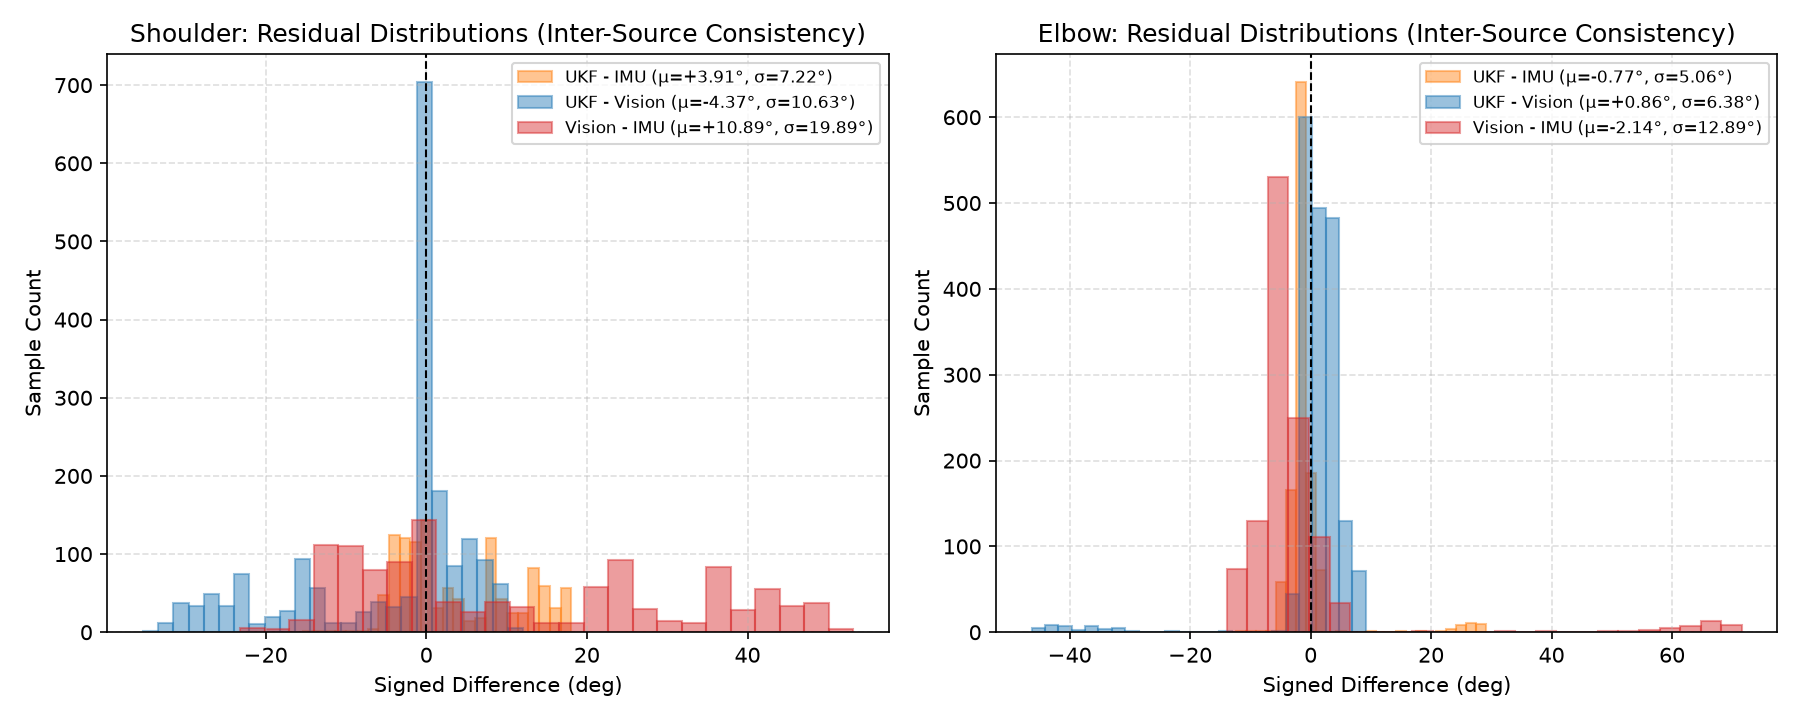 Shoulder: Residual Distributions (Inter-Source Consistency)
UKF - IMU (μ=+3.91°, σ=7.22°)
UKF - Vision (μ=-4.37°, σ=10.63°)
Vision - IMU (μ=+10.89°, σ=19.89°)
Sample Count
700
600
500
400
300
200
100
0
−20
0
20
40
Signed Difference (deg)
Elbow: Residual Distributions (Inter-Source Consistency)
UKF - IMU (μ=-0.77°, σ=5.06°)
UKF - Vision (μ=+0.86°, σ=6.38°)
Vision - IMU (μ=-2.14°, σ=12.89°)
Sample Count
600
500
400
300
200
100
0
−40
−20
0
20
40
60
Signed Difference (deg)